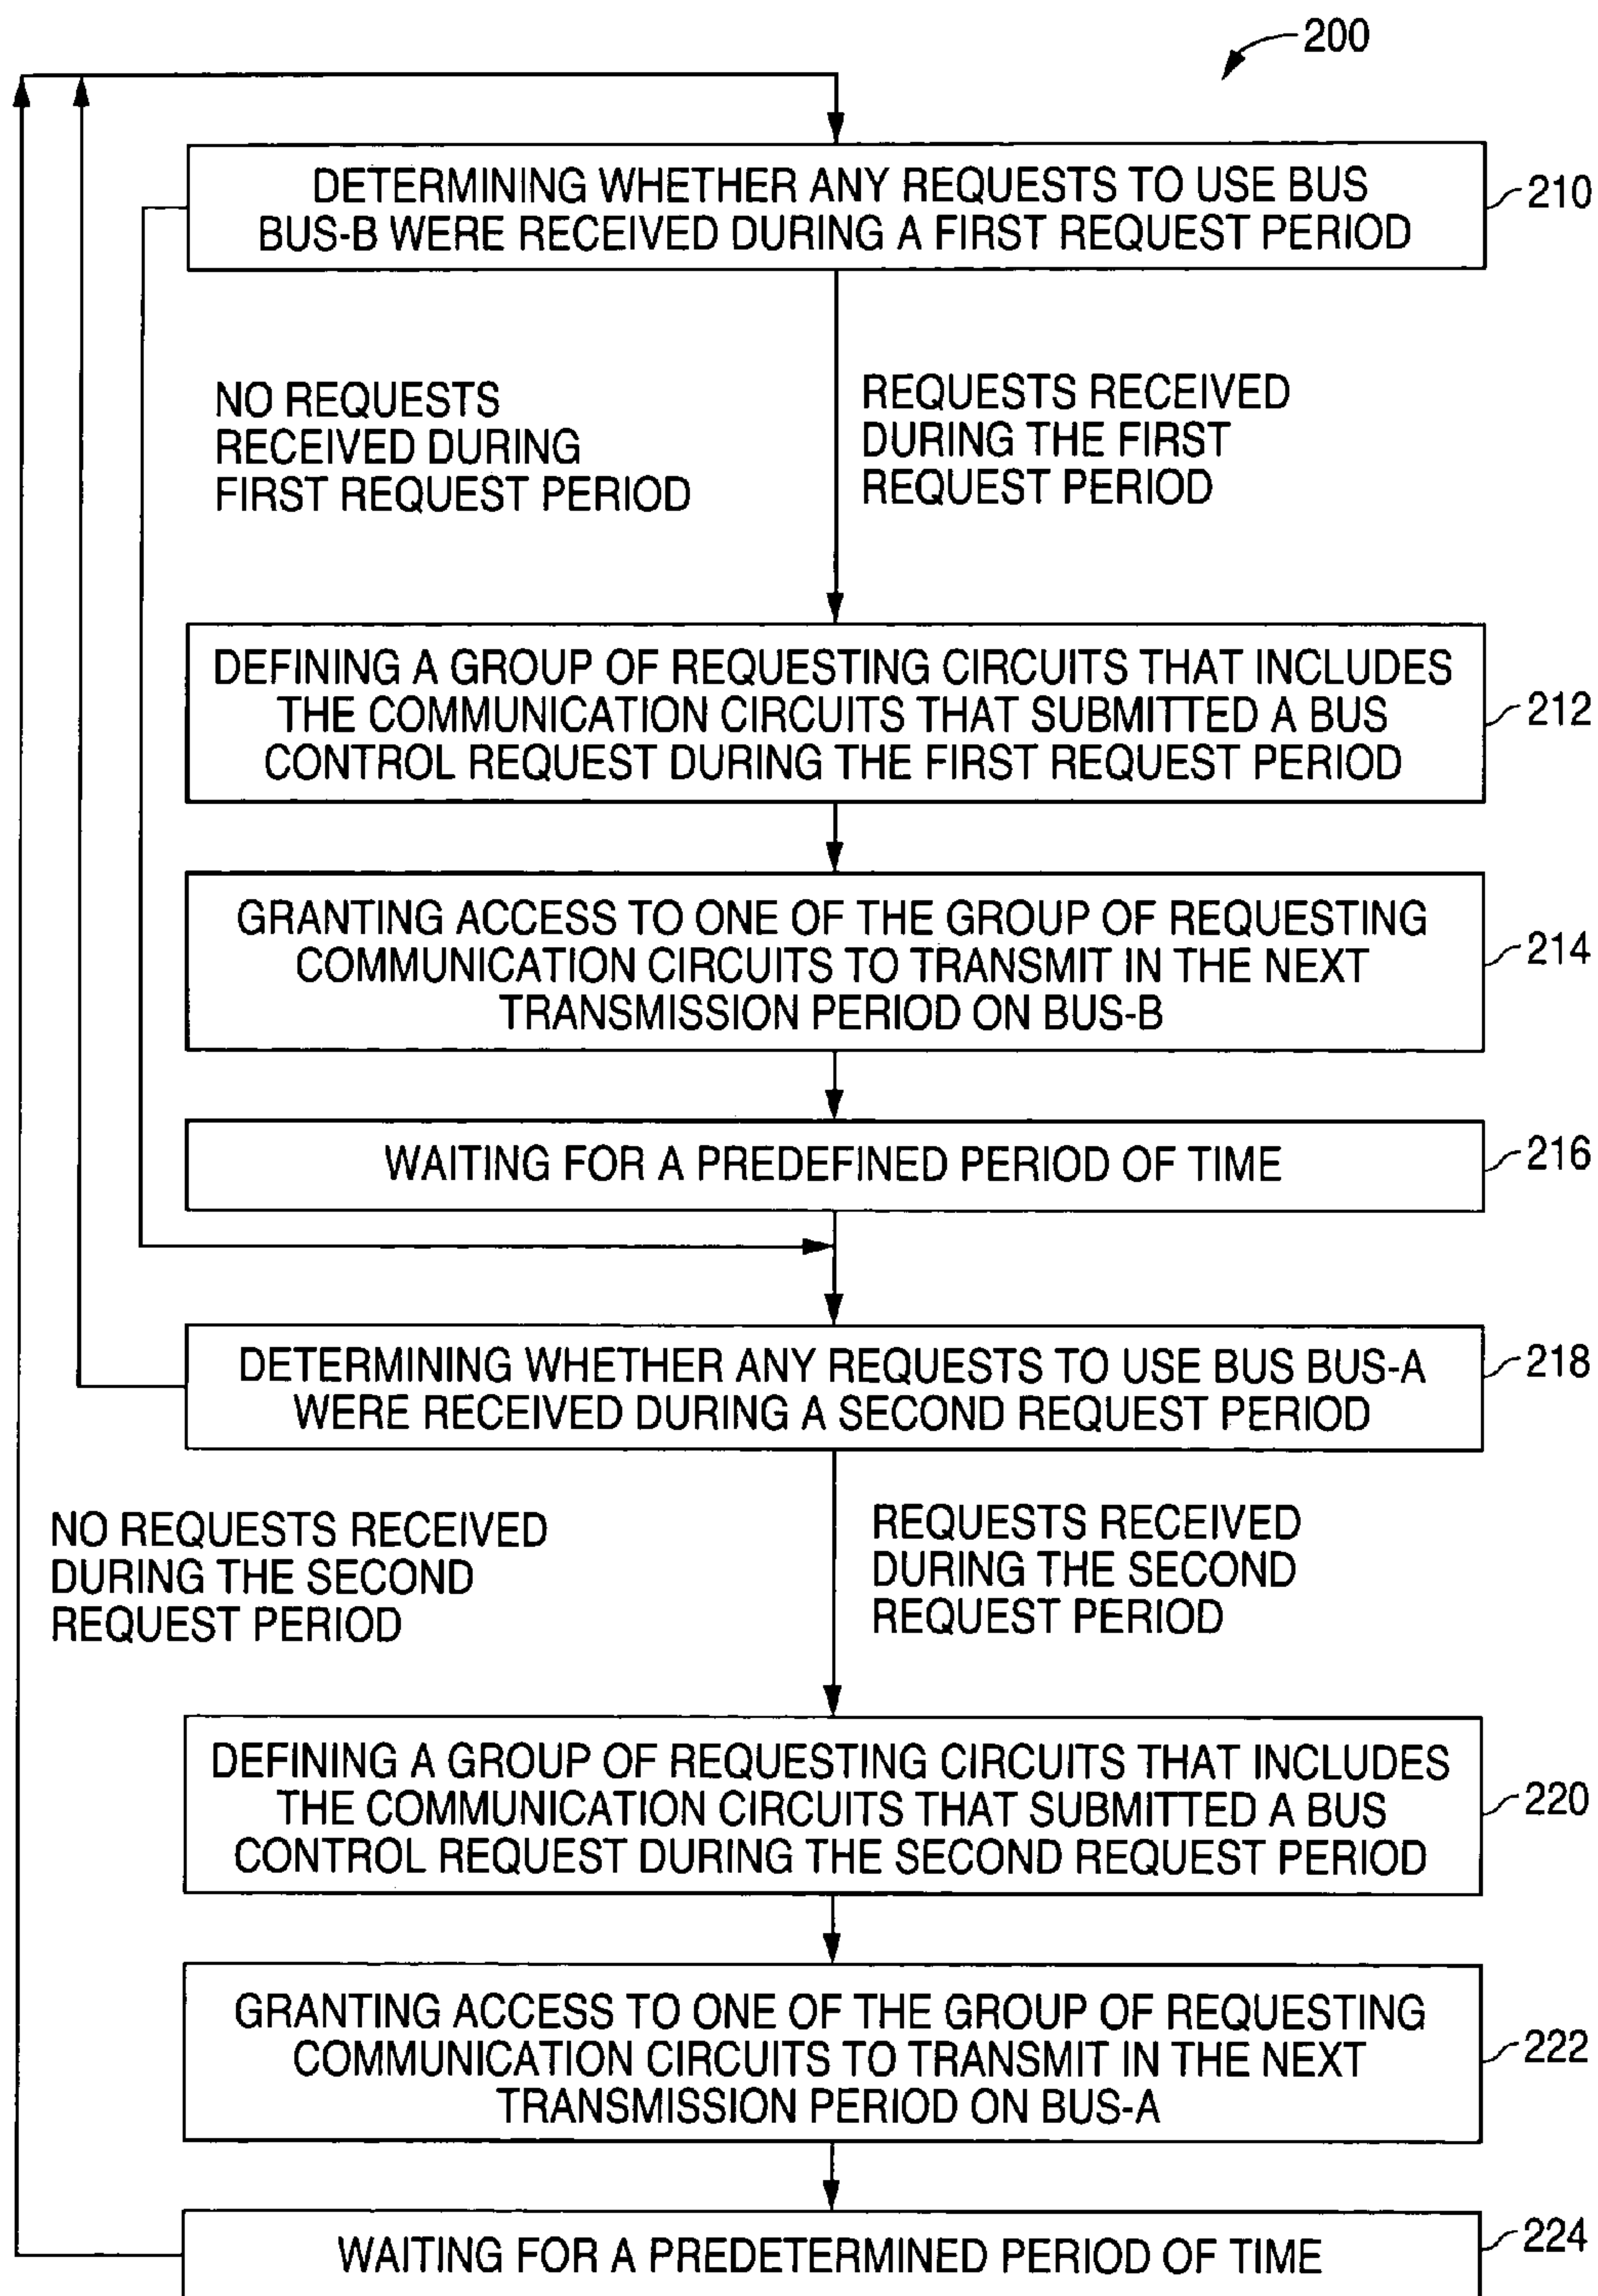 200
DETERMINING WHETHER ANY REQUESTS TO USE BUS
BUS-B WERE RECEIVED DURING A FIRST REQUEST PERIOD
210
NO REQUESTS
RECEIVED DURING
FIRST REQUEST PERIOD
REQUESTS RECEIVED
DURING THE FIRST
REQUEST PERIOD
DEFINING A GROUP OF REQUESTING CIRCUITS THAT INCLUDES
THE COMMUNICATION CIRCUITS THAT SUBMITTED A BUS
CONTROL REQUEST DURING THE FIRST REQUEST PERIOD
212
GRANTING ACCESS TO ONE OF THE GROUP OF REQUESTING
COMMUNICATION CIRCUITS TO TRANSMIT IN THE NEXT
TRANSMISSION PERIOD ON BUS-B
214
WAITING FOR A PREDEFINED PERIOD OF TIME
216
DETERMINING WHETHER ANY REQUESTS TO USE BUS BUS-A
WERE RECEIVED DURING A SECOND REQUEST PERIOD
218
NO REQUESTS RECEIVED
DURING THE SECOND
REQUEST PERIOD
REQUESTS RECEIVED
DURING THE SECOND
REQUEST PERIOD
DEFINING A GROUP OF REQUESTING CIRCUITS THAT INCLUDES
THE COMMUNICATION CIRCUITS THAT SUBMITTED A BUS
CONTROL REQUEST DURING THE SECOND REQUEST PERIOD
220
GRANTING ACCESS TO ONE OF THE GROUP OF REQUESTING
COMMUNICATION CIRCUITS TO TRANSMIT IN THE NEXT
TRANSMISSION PERIOD ON BUS-A
222
WAITING FOR A PREDETERMINED PERIOD OF TIME
224